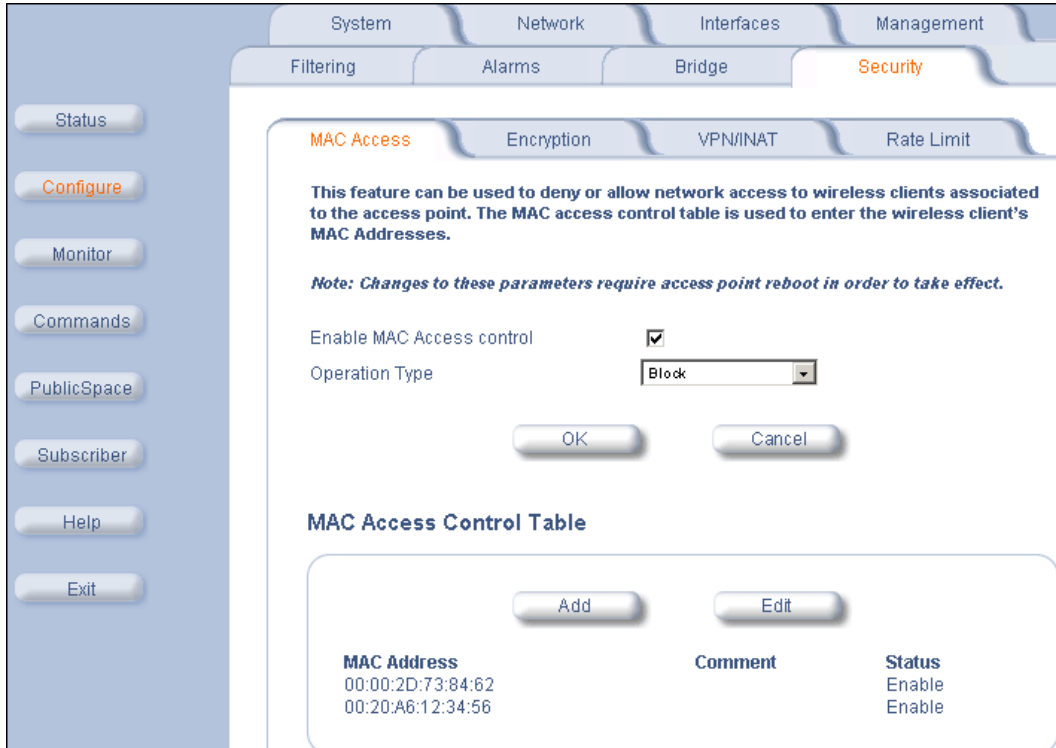 System Network Interfaces Management
Filtering Alarms Bridge Security
Status
Configure
Monitor
Commands
PublicSpace
Subscriber
Help
Exit
MAC Access Encryption VPN/INAT Rate Limit
This feature can be used to deny or allow network access to wireless clients associated
to the access point. The MAC access control table is used to enter the wireless client's
MAC Addresses.
Note: Changes to these parameters require access point reboot in order to take effect.
Enable MAC Access control
Operation Type Block
OK Cancel
MAC Access Control Table
Add Edit
MAC Address Comment Status
00:00:2D:73:84:62 Enable
00:20:A6:12:34:56 Enable